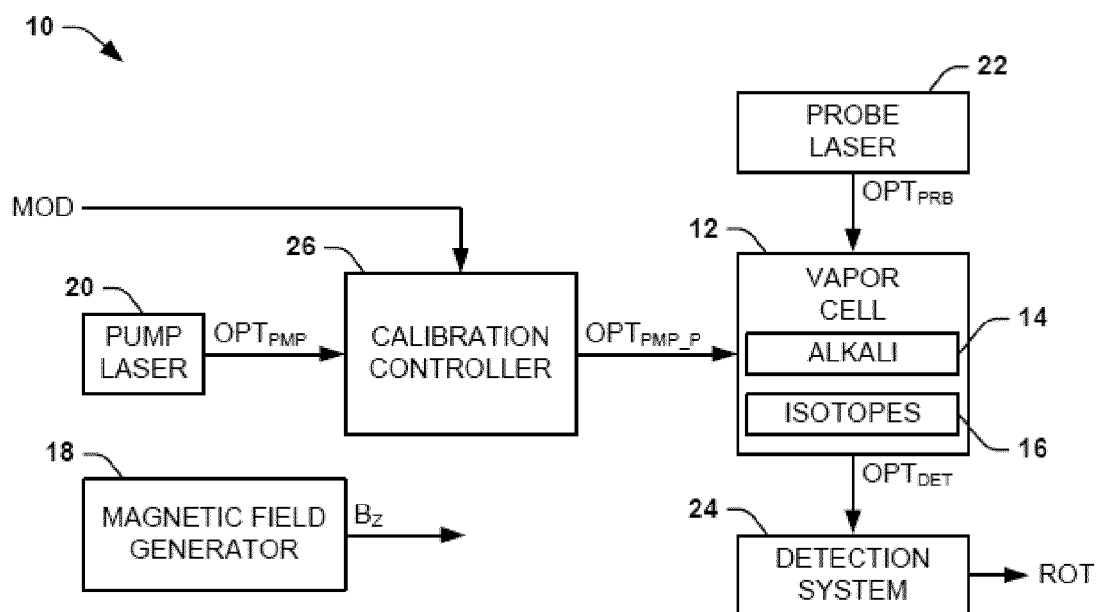 10
22
PROBE
LASER
OPT_PRB
MOD
12
26
VAPOR
CELL
20
14
PUMP
LASER
OPT_PMP
CALIBRATION
CONTROLLER
OPT_PMP_P
ALKALI
ISOTOPES
16
18
OPT_DET
MAGNETIC FIELD
GENERATOR
B_Z
24
DETECTION
SYSTEM
ROT